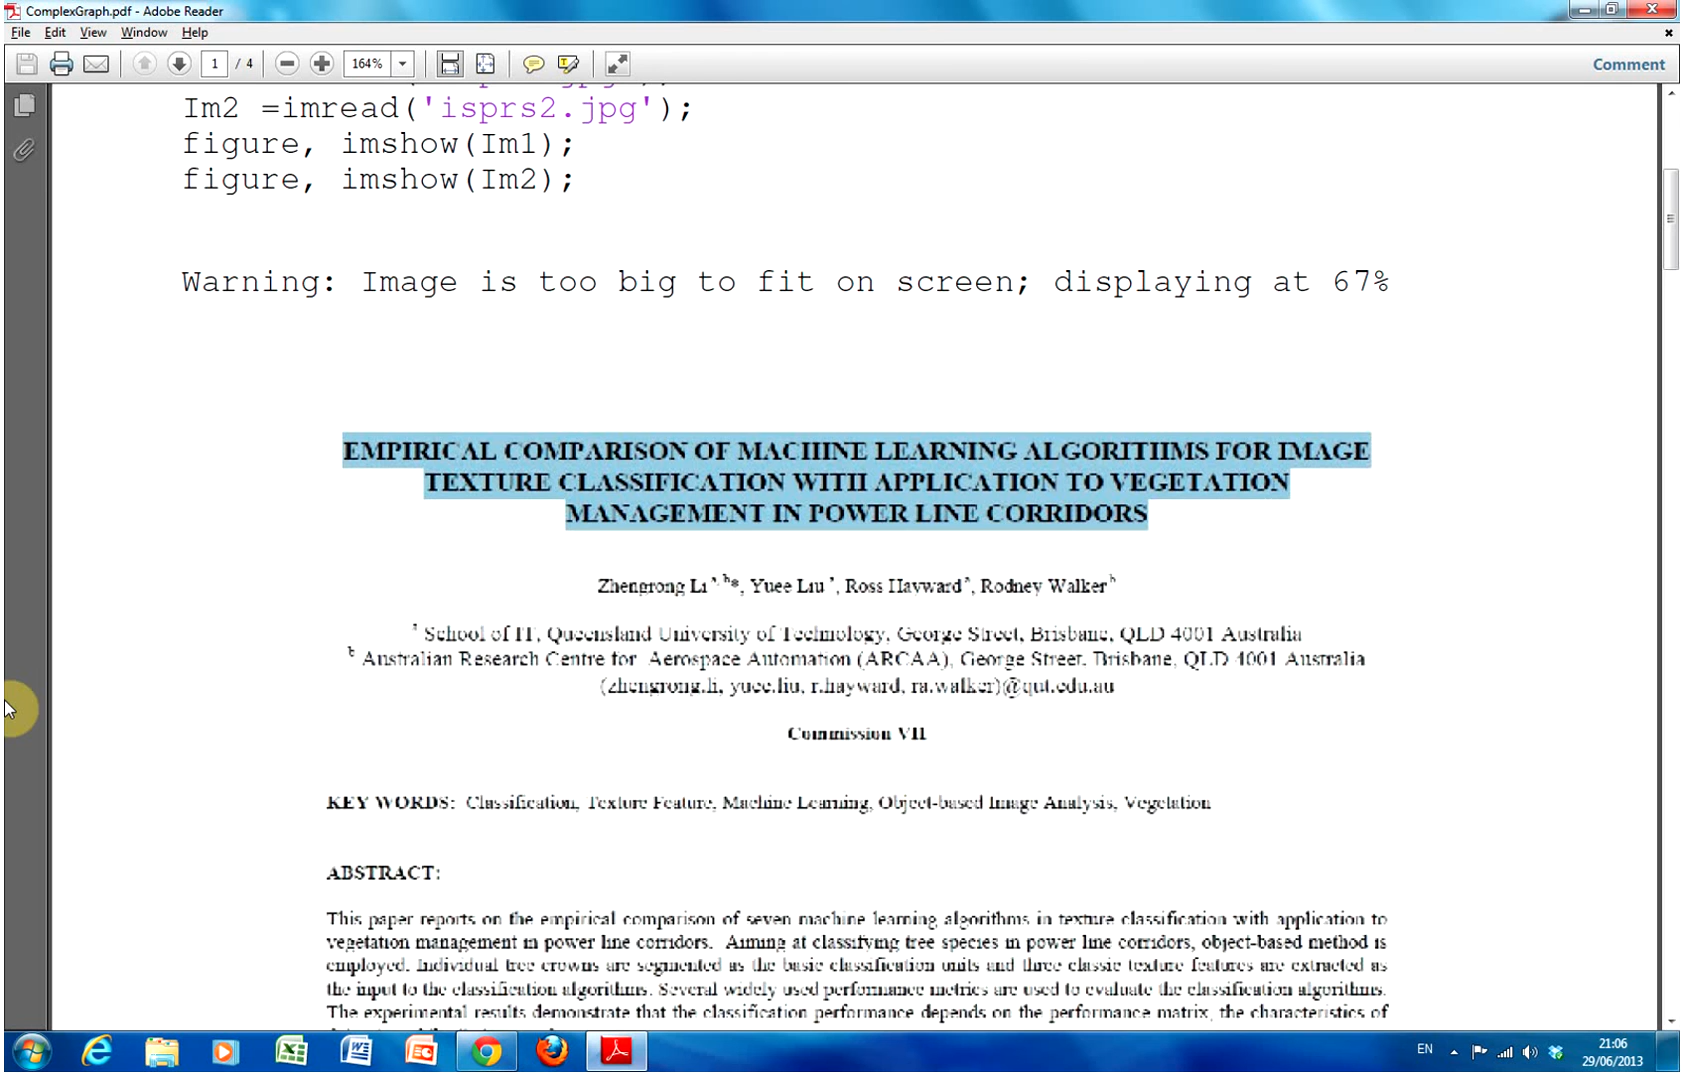 ComplexGraph.pdf - Adobe Reader
File Edit View Window Help
1 / 4 164% Comment
Im2 =imread('isprs2.jpg');
figure, imshow(Im1);
figure, imshow(Im2);
Warning: Image is too big to fit on screen; displaying at 67%
EMPIRICAL COMPARISON OF MACHINE LEARNING ALGORITHMS FOR IMAGE
TEXTURE CLASSIFICATION WITH APPLICATION TO VEGETATION
MANAGEMENT IN POWER LINE CORRIDORS
Zhengrong Li a, b*, Yuee Liu a, Ross Hayward a, Rodney Walker b
a School of IT, Queensland University of Technology, George Street, Brisbane, QLD 4001 Australia
b Australian Research Centre for Aerospace Automation (ARCAA), George Street, Brisbane, QLD 4001 Australia
(zhengrong.li, yuee.liu, r.hayward, ra.walker)@qut.edu.au
Commission VII
KEY WORDS: Classification, Texture Feature, Machine Learning, Object-based Image Analysis, Vegetation
ABSTRACT:
This paper reports on the empirical comparison of seven machine learning algorithms in texture classification with application to
vegetation management in power line corridors. Aiming at classifying tree species in power line corridors, object-based method is
employed. Individual tree crowns are segmented as the basic classification units and three classic texture features are extracted as
the input to the classification algorithms. Several widely used performance metrics are used to evaluate the classification algorithms.
The experimental results demonstrate that the classification performance depends on the performance matrix, the characteristics of
EN 21:06
29/06/2013